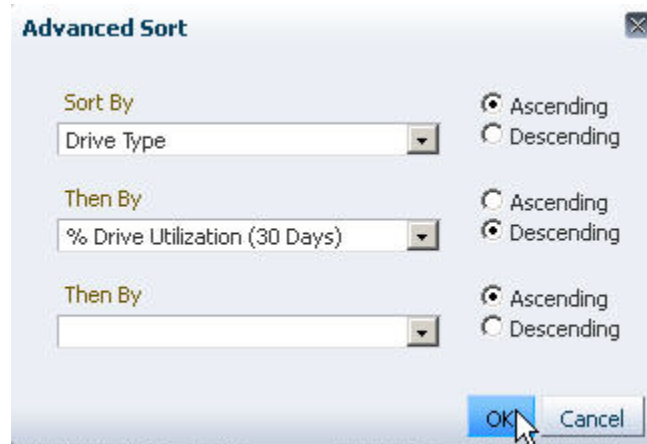 Advanced Sort
Sort By
Ascending
Drive Type
Descending
Then By
Ascending
% Drive Utilization (30 Days)
Descending
Then By
Ascending
Descending
OK Cancel